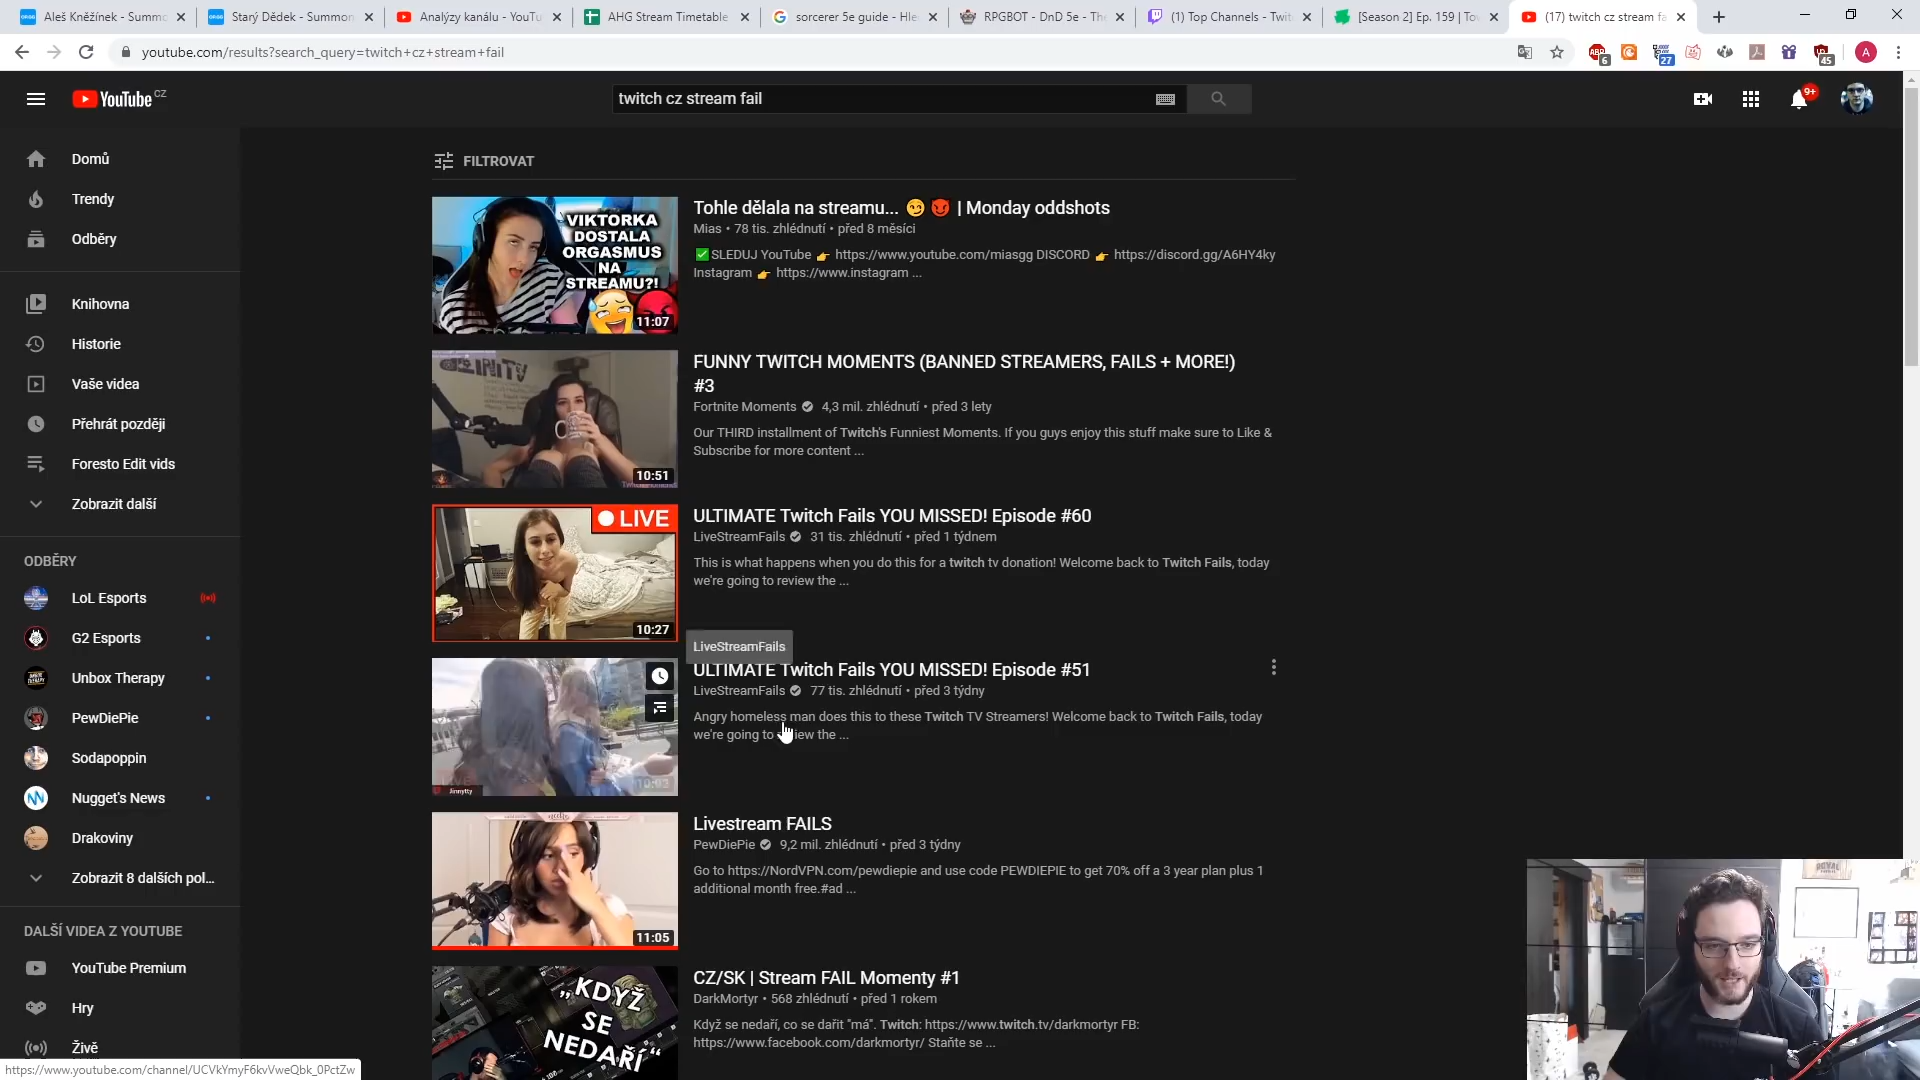 Aleš Kněžínek - Summo
Starý Dědek - Summon
Analýzy kanálu - YouTu
AHG Stream Timetable
sorcerer 5e guide - Hle
RPGBOT - DnD 5e - The
(1) Top Channels - Twit
[Season 2] Ep. 159 | To
(17) twitch cz stream fa
youtube.com/results?search_query=twitch+cz+stream+fail
6
27
45
A
YouTube CZ
twitch cz stream fail
9+
Domů
Trendy
Odběry
Knihovna
Historie
Vaše videa
Přehrát později
Foresto Edit vids
Zobrazit další
ODBĚRY
LoL Esports
G2 Esports
Unbox Therapy
PewDiePie
Sodapoppin
Nugget's News
Drakoviny
Zobrazit 8 dalších pol...
DALŠÍ VIDEA Z YOUTUBE
YouTube Premium
Hry
Živě
https://www.youtube.com/channel/UCVkYmyF6kvVweQbk_0PctZw
FILTROVAT
VIKTORKA
DOSTALA
ORGASMUS
NA
STREAMU?!
11:07
Tohle dělala na streamu... 😏 😈 | Monday oddshots
Mias • 78 tis. zhlédnutí • před 8 měsíci
✅SLEDUJ YouTube 👉 https://www.youtube.com/miasgg DISCORD 👉 https://discord.gg/A6HY4ky
Instagram 👉 https://www.instagram ...
10:51
FUNNY TWITCH MOMENTS (BANNED STREAMERS, FAILS + MORE!)
#3
Fortnite Moments 4,3 mil. zhlédnutí • před 3 lety
Our THIRD installment of Twitch's Funniest Moments. If you guys enjoy this stuff make sure to Like &
Subscribe for more content ...
LIVE
10:27
ULTIMATE Twitch Fails YOU MISSED! Episode #60
LiveStreamFails 31 tis. zhlédnutí • před 1 týdnem
This is what happens when you do this for a twitch tv donation! Welcome back to Twitch Fails, today
we're going to review the ...
LiveStreamFails
10:02
Jinnytty
ULTIMATE Twitch Fails YOU MISSED! Episode #51
LiveStreamFails 77 tis. zhlédnutí • před 3 týdny
Angry homeless man does this to these Twitch TV Streamers! Welcome back to Twitch Fails, today
we're going to review the ...
11:05
Livestream FAILS
PewDiePie 9,2 mil. zhlédnutí • před 3 týdny
Go to https://NordVPN.com/pewdiepie and use code PEWDIEPIE to get 70% off a 3 year plan plus 1
additional month free.#ad ...
„KDYŽ
SE
NEDAŘÍ“
CZ/SK | Stream FAIL Momenty #1
DarkMortyr • 568 zhlédnutí • před 1 rokem
Když se nedaří, co se dařit "má". Twitch: https://www.twitch.tv/darkmortyr FB:
https://www.facebook.com/darkmortyr/ Staňte se ...